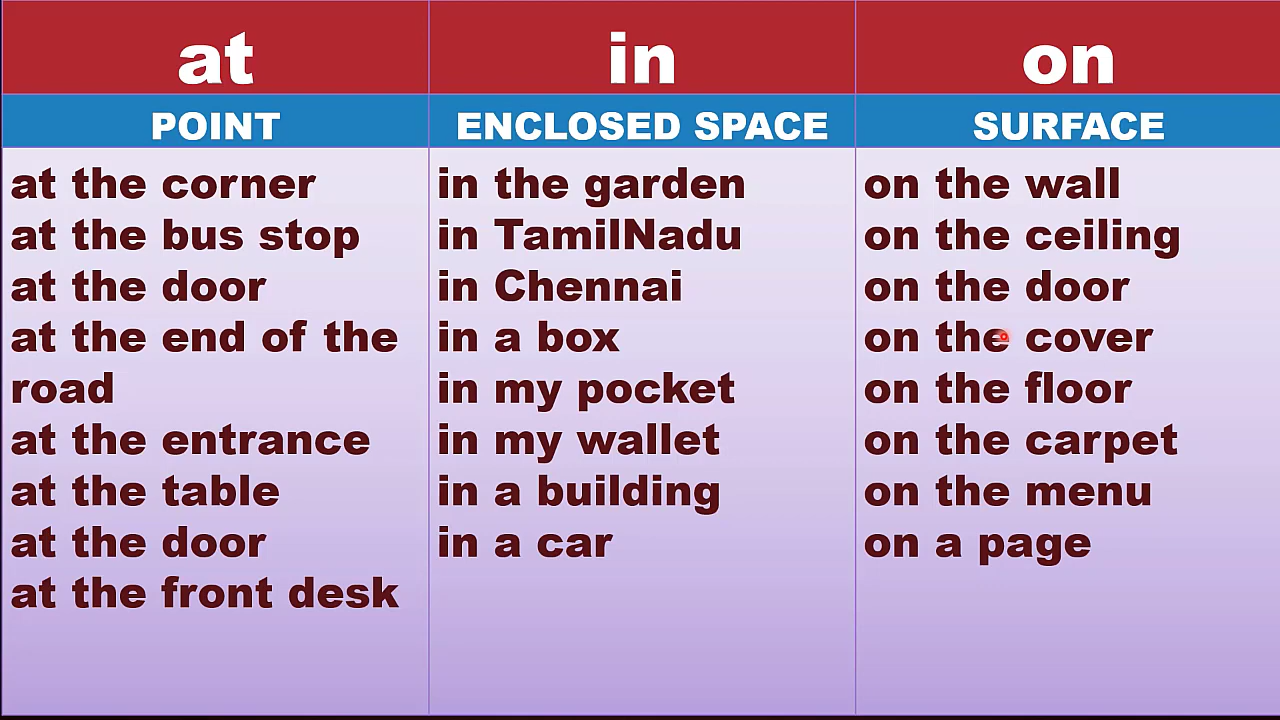 at
in
on
POINT
ENCLOSED SPACE
SURFACE
at the corner
at the bus stop
at the door
at the end of the
road
at the entrance
at the table
at the door
at the front desk
in the garden
in TamilNadu
in Chennai
in a box
in my pocket
in my wallet
in a building
in a car
on the wall
on the ceiling
on the door
on the cover
on the floor
on the carpet
on the menu
on a page